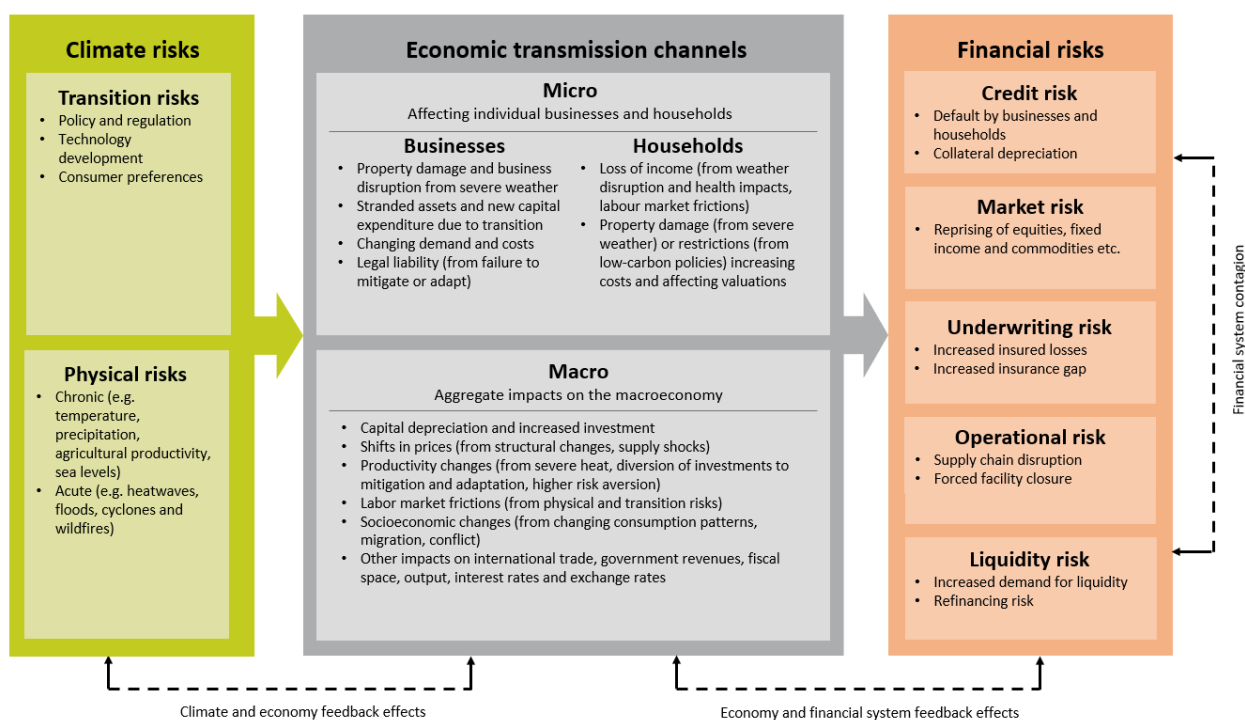 Climate risks
Transition risks
• Policy and regulation
• Technology
development
• Consumer preferences
Physical risks
• Chronic (e.g.
temperature,
precipitation,
agricultural productivity,
sea levels)
• Acute (e.g. heatwaves,
floods, cyclones and
wildfires)
Economic transmission channels
Micro
Affecting individual businesses and households
Businesses
• Property damage and business
disruption from severe weather
• Stranded assets and new capital
expenditure due to transition
• Changing demand and costs
• Legal liability (from failure to
mitigate or adapt)
Households
• Loss of income (from weather
disruption and health impacts,
labour market frictions)
• Property damage (from severe
weather) or restrictions (from
low-carbon policies) increasing
costs and affecting valuations
Macro
Aggregate impacts on the macroeconomy
• Capital depreciation and increased investment
• Shifts in prices (from structural changes, supply shocks)
• Productivity changes (from severe heat, diversion of investments to
mitigation and adaptation, higher risk aversion)
• Labor market frictions (from physical and transition risks)
• Socioeconomic changes (from changing consumption patterns,
migration, conflict)
• Other impacts on international trade, government revenues, fiscal
space, output, interest rates and exchange rates
Financial risks
Credit risk
• Default by businesses and
households
• Collateral depreciation
Market risk
• Reprising of equities, fixed
income and commodities etc.
Underwriting risk
• Increased insured losses
• Increased insurance gap
Operational risk
• Supply chain disruption
• Forced facility closure
Liquidity risk
• Increased demand for liquidity
• Refinancing risk
Financial system contagion
Climate and economy feedback effects
Economy and financial system feedback effects